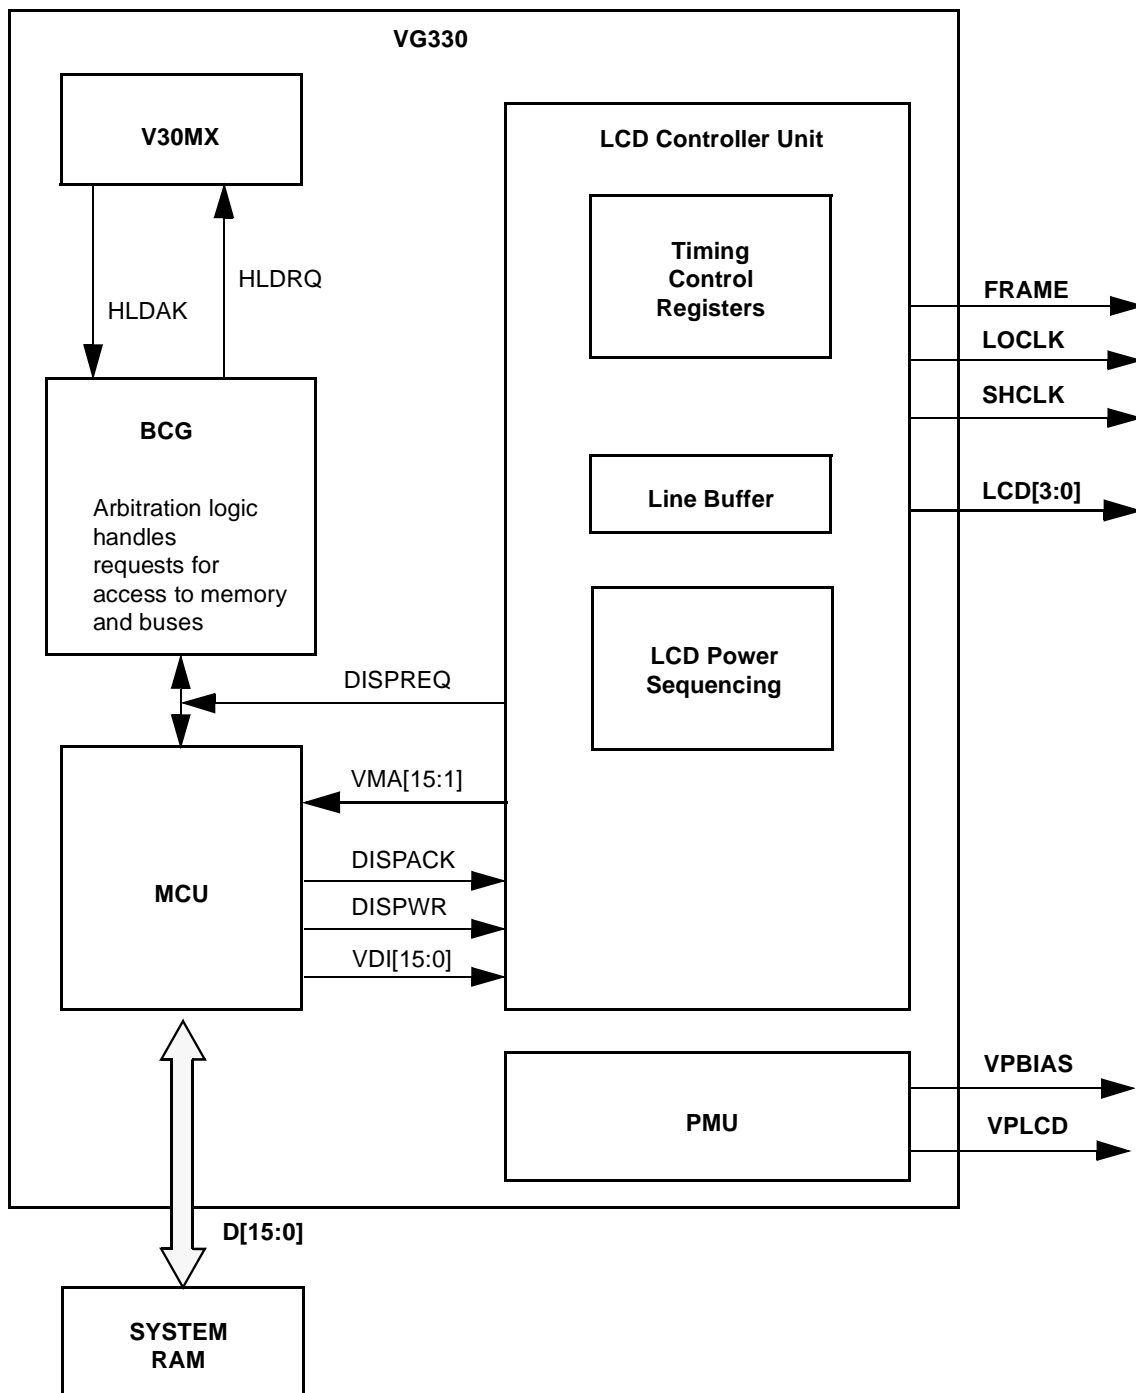 VG330
V30MX
LCD Controller Unit
Timing
Control
Registers
HLDRQ
HLDAK
FRAME
LOCLK
SHCLK
BCG
Arbitration logic
handles
requests for
access to memory
and buses
Line Buffer
LCD[3:0]
LCD Power
Sequencing
DISPREQ
VMA[15:1]
DISPACK
MCU
DISPWR
VDI[15:0]
VPBIAS
PMU
VPLCD
D[15:0]
SYSTEM
RAM